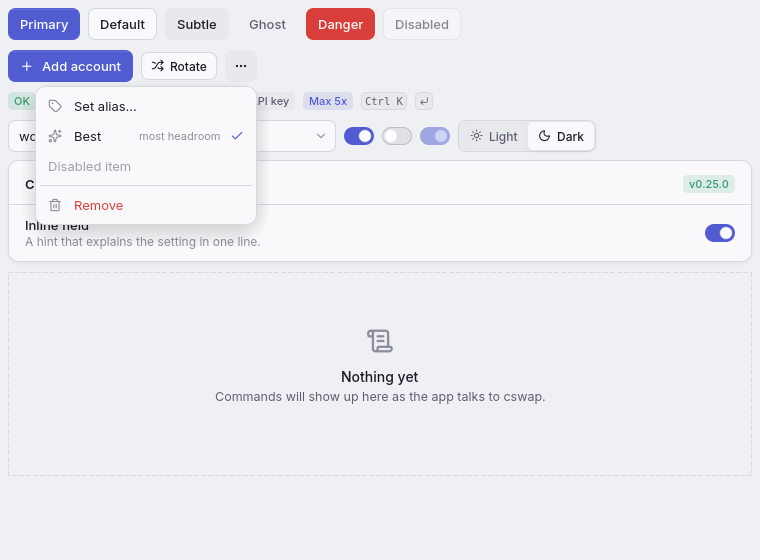 Primary Default Subtle Ghost Danger Disabled
Add account Rotate
OK API key Max 5x Ctrl K
Set alias...
Best most headroom
Light Dark
Disabled item
v0.25.0
Remove
Inline field
A hint that explains the setting in one line.
Nothing yet
Commands will show up here as the app talks to cswap.